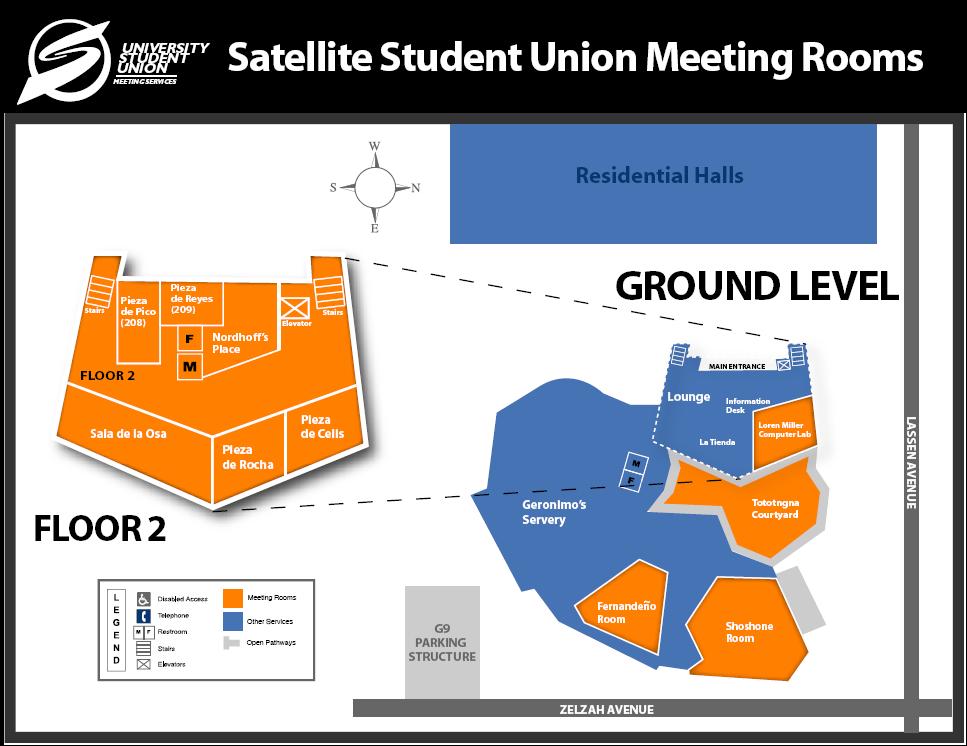 UNIVERSITY
STUDENT
UNION
MEETING SERVICES
Satellite Student Union Meeting Rooms
W
S
N
E
Residential Halls
GROUND LEVEL
Stairs
Pieza
de Pico
(208)
Pieza
de Reyes
(209)
Elevator
Stairs
F
M
Nordhoff's
Place
FLOOR 2
Sala de la Osa
Pieza
de Rocha
Pieza
de Celis
FLOOR 2
MAIN ENTRANCE
Lounge
Information
Desk
La Tienda
Loren Miller
Computer Lab
M
F
Geronimo's
Servery
Tototngna
Courtyard
Fernandeño
Room
Shoshone
Room
LASSEN AVENUE
G9
PARKING
STRUCTURE
ZELZAH AVENUE
LEGEND
Disabled Access
Telephone
M F
Restroom
Stairs
Elevators
Meeting Rooms
Other Services
Open Pathways